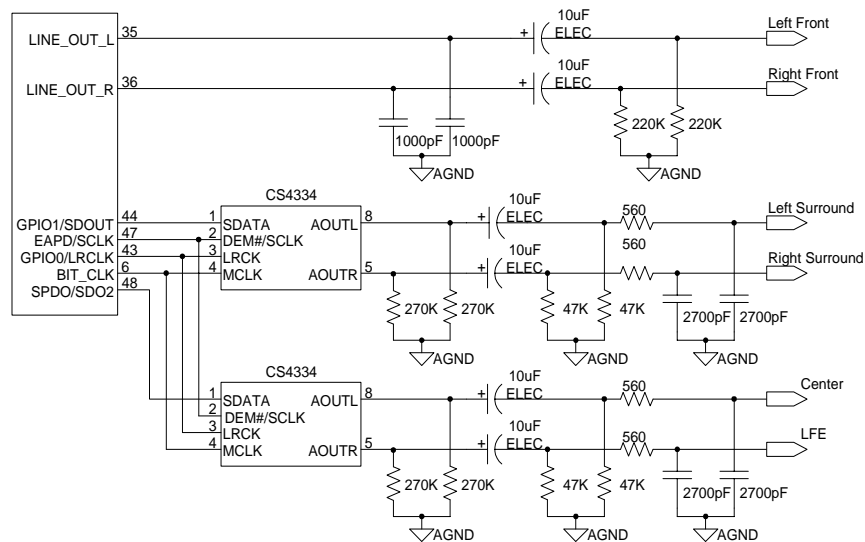 35
LINE_OUT_L
36
LINE_OUT_R
+
10uF
ELEC
Left Front
+
10uF
ELEC
Right Front
1000pF
1000pF
AGND
220K
220K
AGND
CS4334
GPIO1/SDOUT 44
EAPD/SCLK 47
GPIO0/LRCLK 43
BIT_CLK 6
SPDO/SDO2 48
1 SDATA
2 DEM#/SCLK
3 LRCK
4 MCLK
AOUTL 8
AOUTR 5
+
10uF
ELEC
560
Left Surround
+
10uF
ELEC
560
Right Surround
270K
270K
AGND
47K
47K
AGND
2700pF
2700pF
AGND
CS4334
1 SDATA
2 DEM#/SCLK
3 LRCK
4 MCLK
AOUTL 8
AOUTR 5
+
10uF
ELEC
560
Center
+
10uF
ELEC
560
LFE
270K
270K
AGND
47K
47K
AGND
2700pF
2700pF
AGND